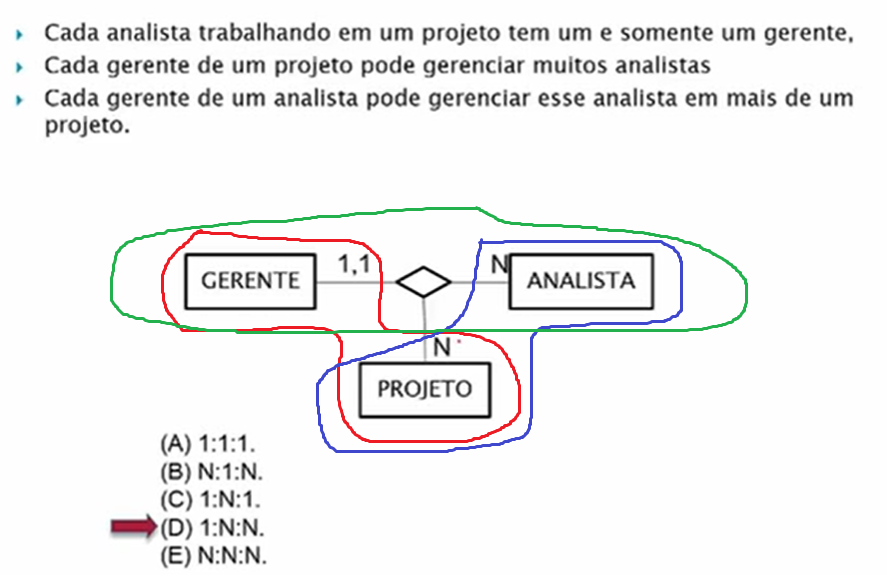 Cada analista trabalhando em um projeto tem um e somente um gerente,
Cada gerente de um projeto pode gerenciar muitos analistas
Cada gerente de um analista pode gerenciar esse analista em mais de um
projeto.
GERENTE 1,1 N ANALISTA
N
PROJETO
(A) 1:1:1.
(B) N:1:N.
(C) 1:N:1.
(D) 1:N:N.
(E) N:N:N.